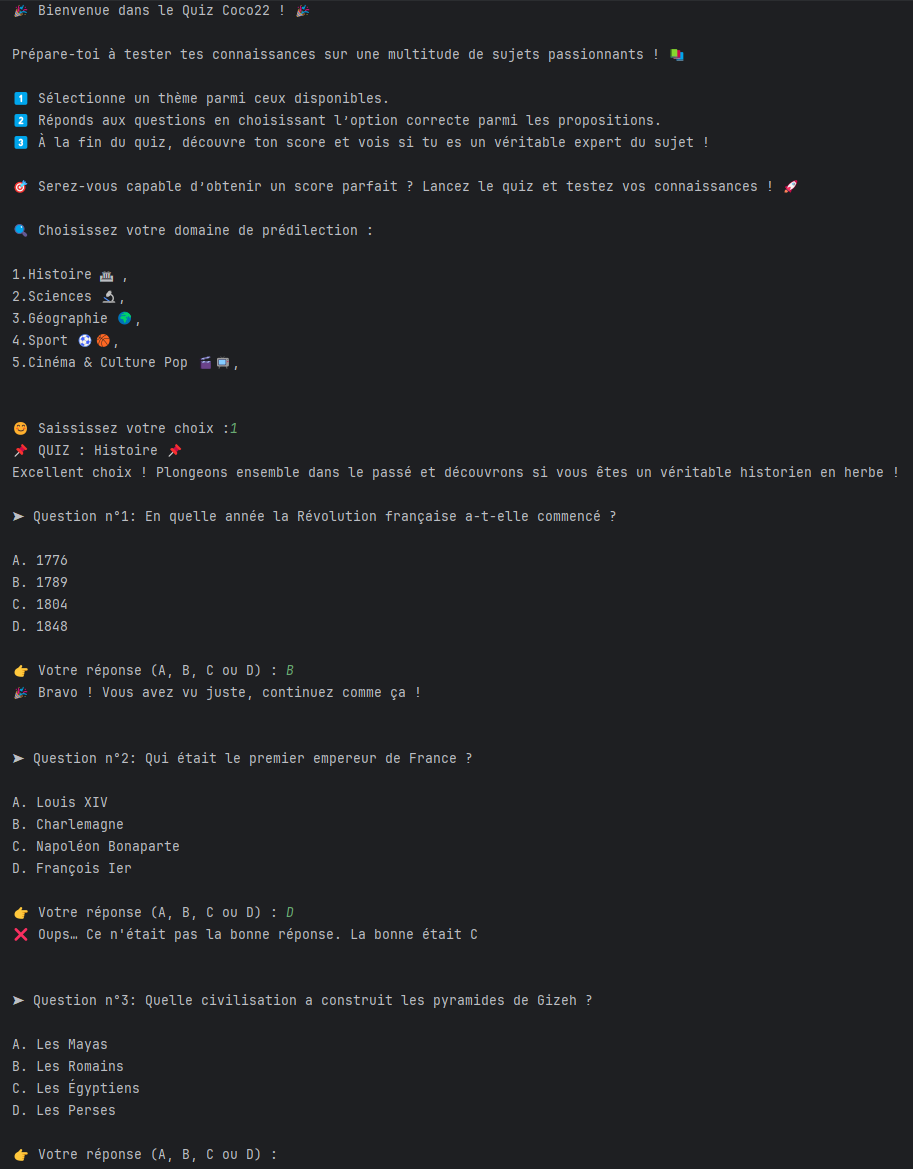 🎉 Bienvenue dans le Quiz Coco22 ! 🎉
Prépare-toi à tester tes connaissances sur une multitude de sujets passionnants ! 📚
1️⃣ Sélectionne un thème parmi ceux disponibles.
2️⃣ Réponds aux questions en choisissant l’option correcte parmi les propositions.
3️⃣ À la fin du quiz, découvre ton score et vois si tu es un véritable expert du sujet !
🎯 Serez-vous capable d’obtenir un score parfait ? Lancez le quiz et testez vos connaissances ! 🚀
🔍 Choisissez votre domaine de prédilection :
1.Histoire 🏛 ,
2.Sciences 🔬,
3.Géographie 🌍,
4.Sport ⚽🏀,
5.Cinéma & Culture Pop 🎬📺,
😊 Saississez votre choix :1
📌 QUIZ : Histoire 📌
Excellent choix ! Plongeons ensemble dans le passé et découvrons si vous êtes un véritable historien en herbe !
➤ Question n°1: En quelle année la Révolution française a-t-elle commencé ?
A. 1776
B. 1789
C. 1804
D. 1848
👉 Votre réponse (A, B, C ou D) : B
🎉 Bravo ! Vous avez vu juste, continuez comme ça !
➤ Question n°2: Qui était le premier empereur de France ?
A. Louis XIV
B. Charlemagne
C. Napoléon Bonaparte
D. François Ier
👉 Votre réponse (A, B, C ou D) : D
❌ Oups… Ce n'était pas la bonne réponse. La bonne était C
➤ Question n°3: Quelle civilisation a construit les pyramides de Gizeh ?
A. Les Mayas
B. Les Romains
C. Les Égyptiens
D. Les Perses
👉 Votre réponse (A, B, C ou D) :